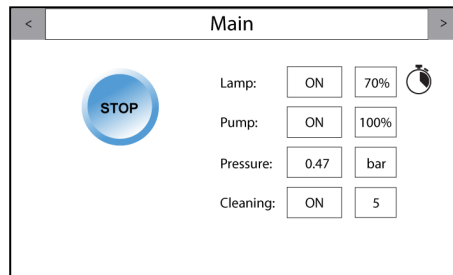 < Main >
STOP
Lamp: ON 70%
Pump: ON 100%
Pressure: 0.47 bar
Cleaning: ON 5